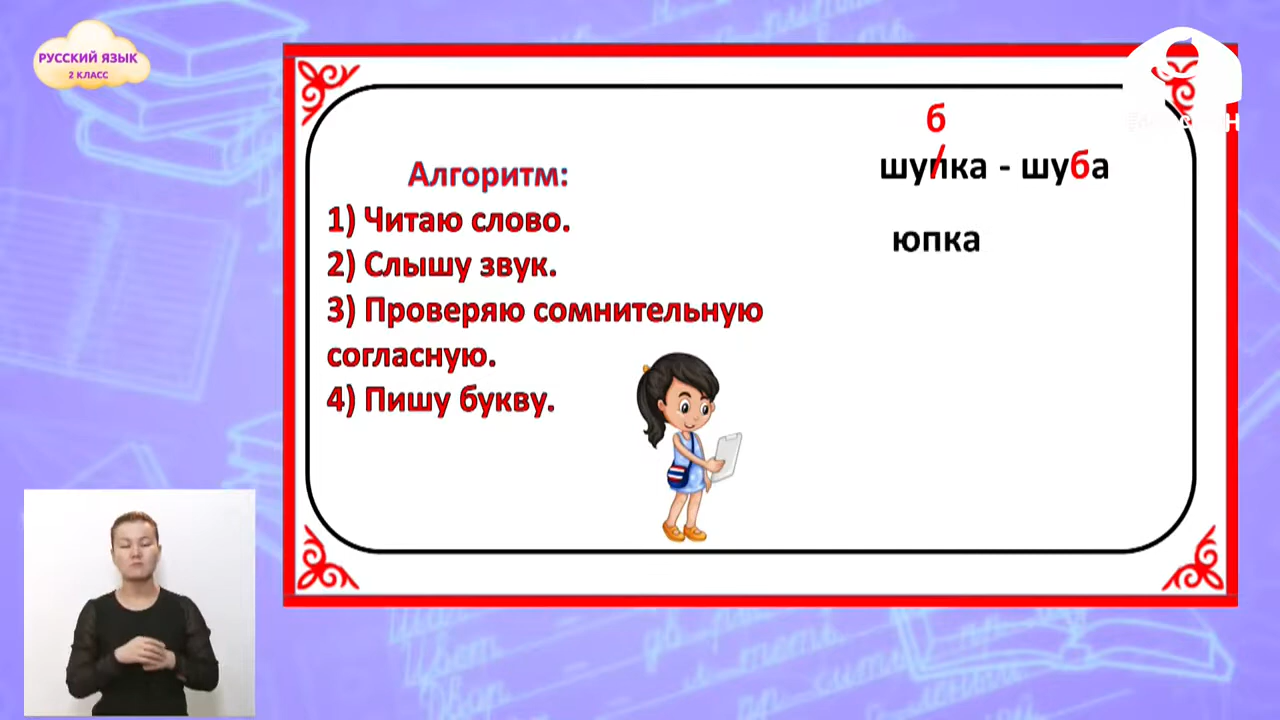 РУССКИЙ ЯЗЫК
2 КЛАСС
б
шупка - шуба
юпка
Алгоритм:
1) Читаю слово.
2) Слышу звук.
3) Проверяю сомнительную
согласную.
4) Пишу букву.